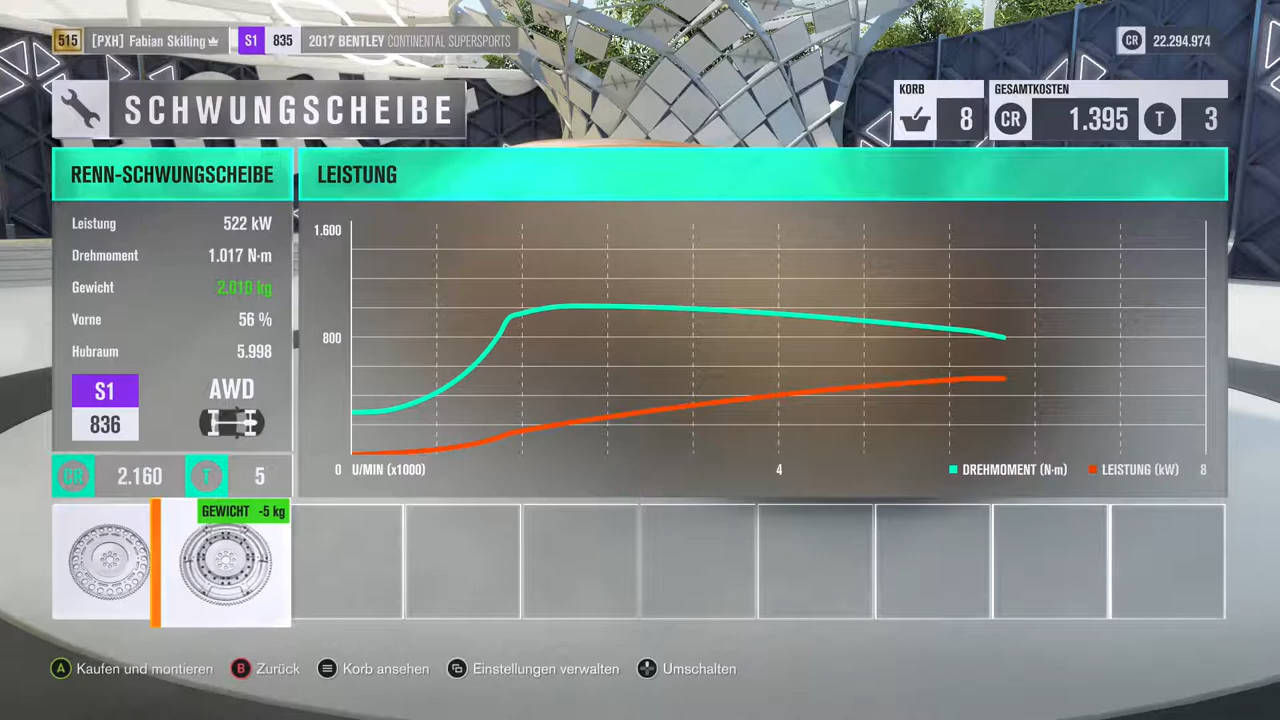 515 [PXH] Fabian Skilling S1 835 2017 BENTLEY CONTINENTAL SUPERSPORTS CR 22.294.974
SCHWUNGSCHEIBE
KORB 8
GESAMTKOSTEN
CR 1.395 T 3
RENN-SCHWUNGSCHEIBE
Leistung 522 kW
Drehmoment 1.017 N·m
Gewicht 2.010 kg
Vorne 56 %
Hubraum 5.998
S1 AWD
836
CR 2.160 T 5
LEISTUNG
1.600
800
0 U/MIN (x1000) 4 8
DREHMOMENT (N·m) LEISTUNG (kW)
GEWICHT -5 kg
A Kaufen und montieren B Zurück Korb ansehen Einstellungen verwalten Umschalten